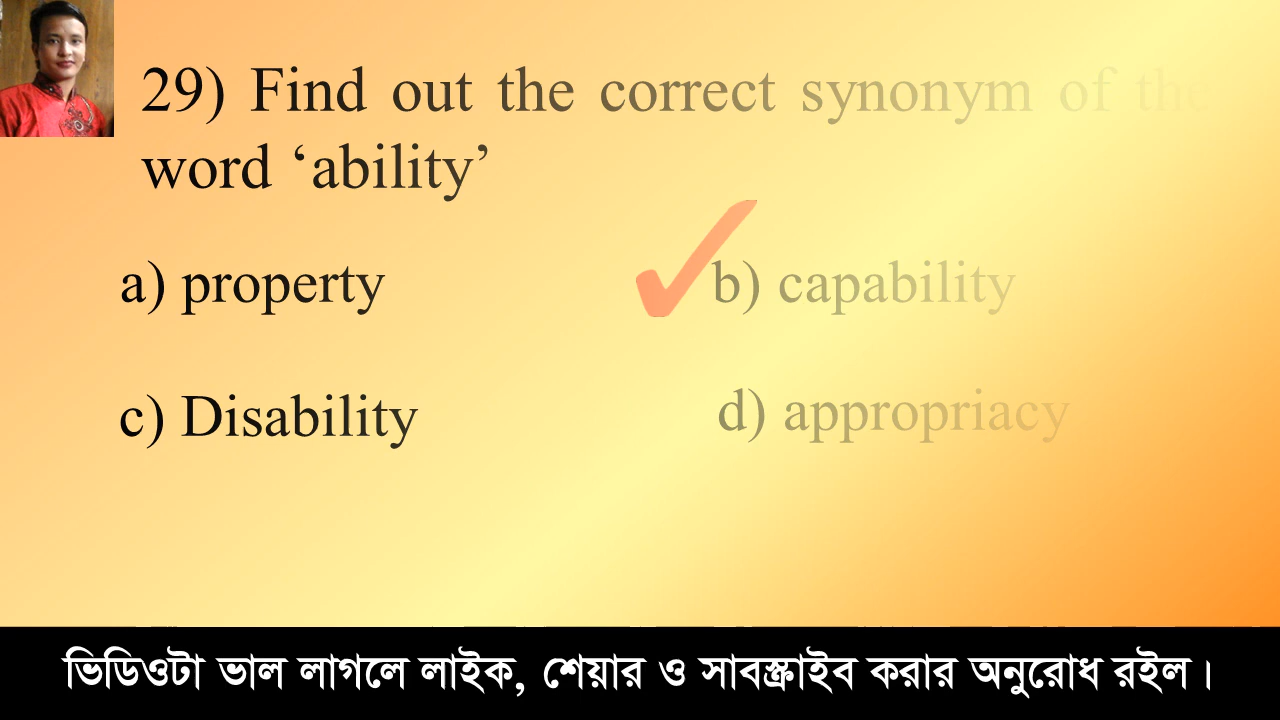 29) Find out the correct synonym of the
word ‘ability’
a) property
b) capability
c) Disability
d) appropriacy
ভিডিওটা ভাল লাগলে লাইক, শেয়ার ও সাবস্ক্রাইব করার অনুরোধ রইল।